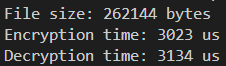 File size: 262144 bytes
Encryption time: 3023 us
Decryption time: 3134 us